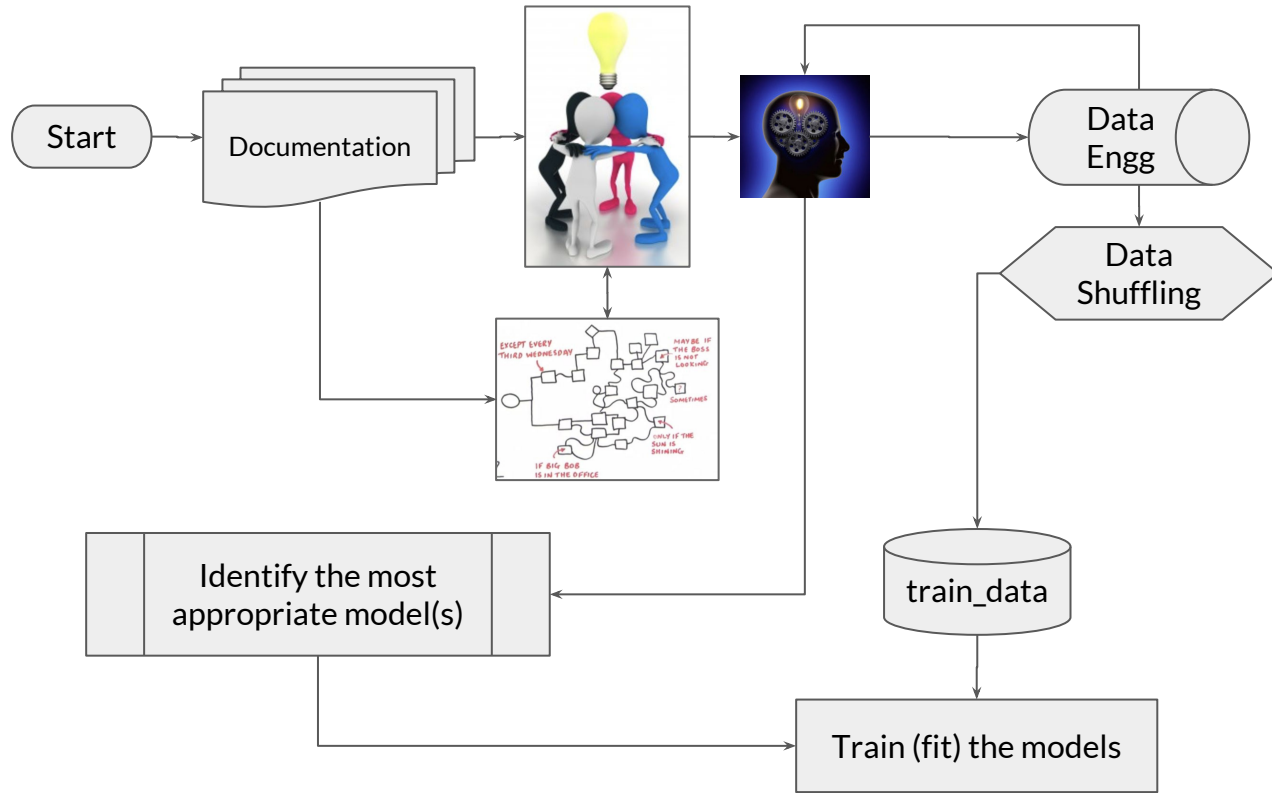 Start
Documentation
Data
Engg
Data
Shuffling
EXCEPT EVERY
THIRD WEDNESDAY
MAYBE IF
THE BOSS
IS NOT
LOOKING
?
SOMETIMES
ONLY IF THE
SUN IS
SHINING
IF BIG BOB
IS IN THE OFFICE
Identify the most
appropriate model(s)
train_data
Train (fit) the models